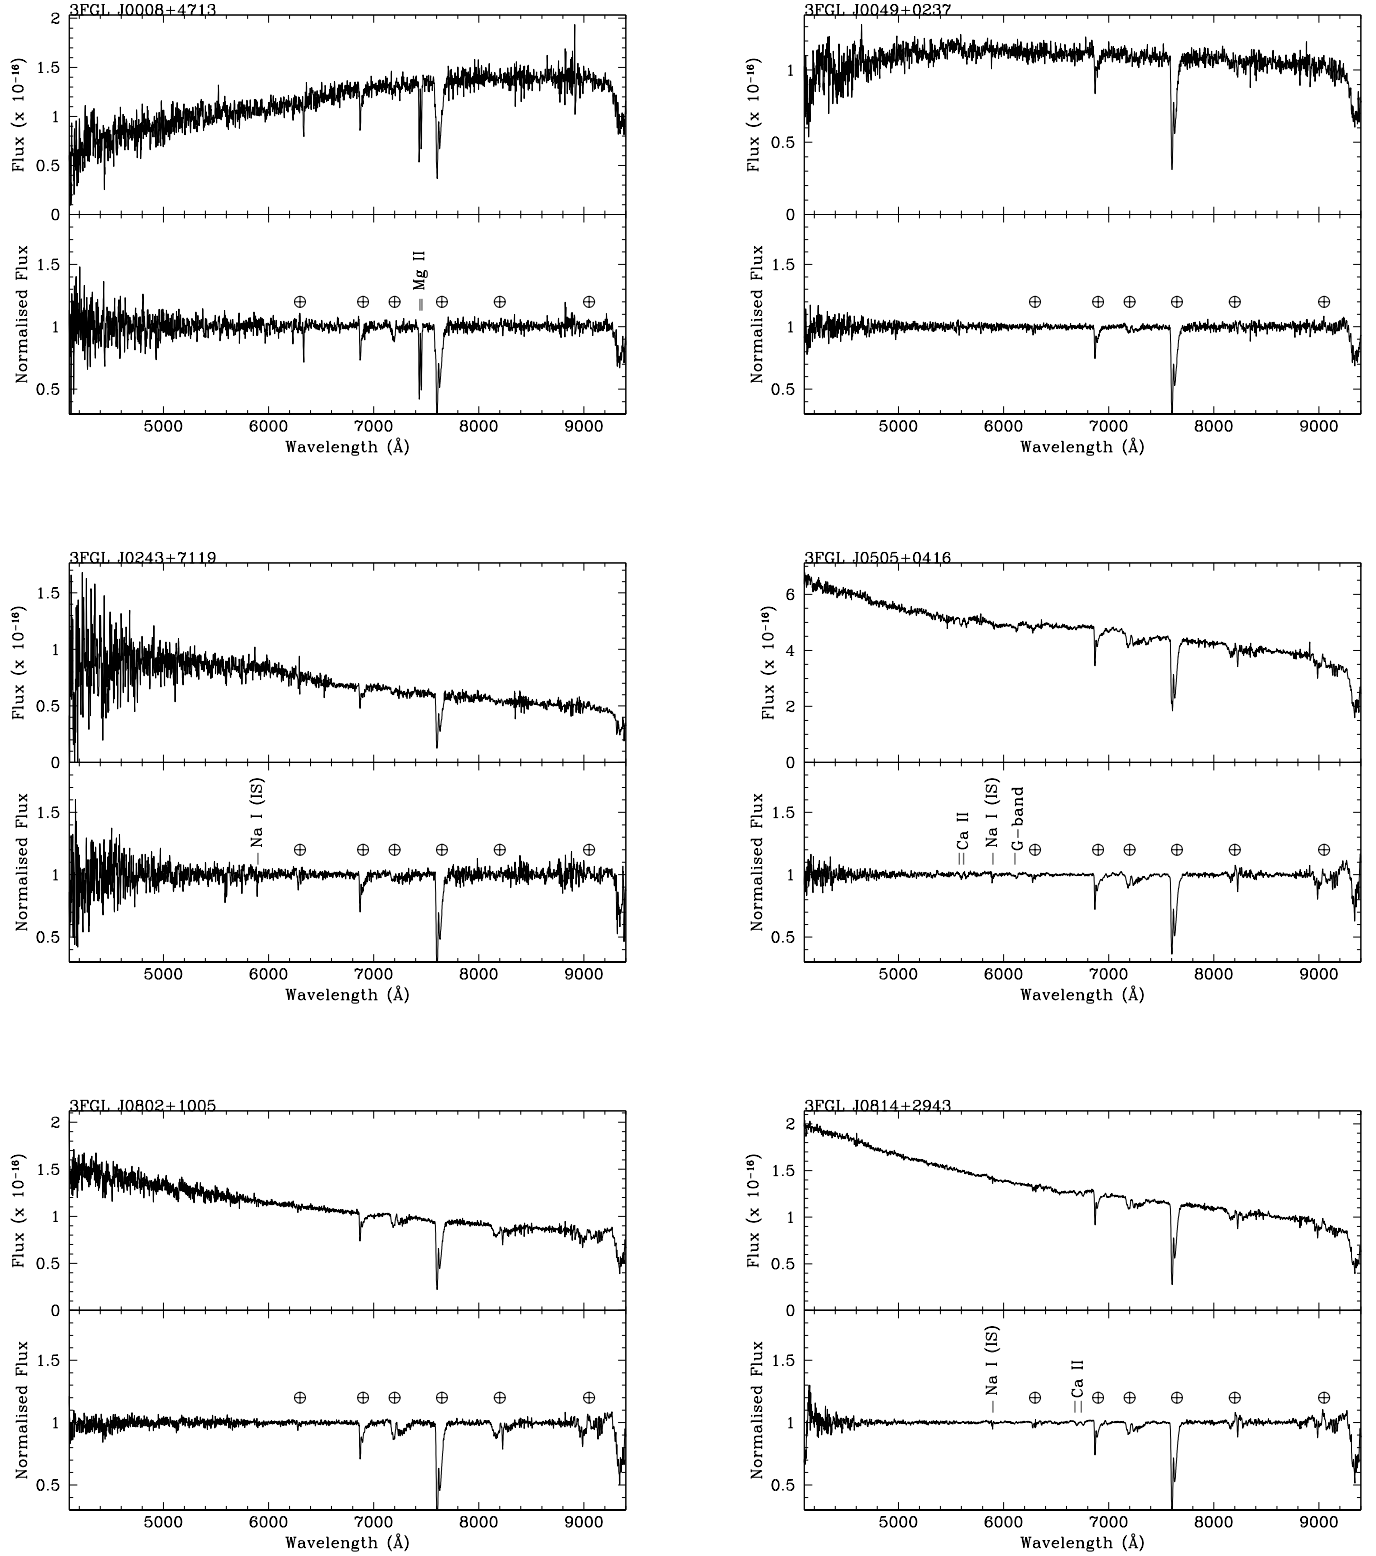 3FGL J0008+4713
Flux (x 10⁻¹⁶)
2
1.5
1
0.5
0
Normalised Flux
1.5
1
0.5
Mg II
5000 6000 7000 8000 9000
Wavelength (Å)
3FGL J0049+0237
Flux (x 10⁻¹⁶)
1
0.5
0
Normalised Flux
1.5
1
0.5
5000 6000 7000 8000 9000
Wavelength (Å)
3FGL J0243+7119
Flux (x 10⁻¹⁶)
1.5
1
0.5
0
Normalised Flux
1.5
1
0.5
Na I (IS)
5000 6000 7000 8000 9000
Wavelength (Å)
3FGL J0505+0416
Flux (x 10⁻¹⁶)
6
4
2
0
Normalised Flux
1.5
1
0.5
Ca II
Na I (IS)
G-band
5000 6000 7000 8000 9000
Wavelength (Å)
3FGL J0802+1005
Flux (x 10⁻¹⁶)
2
1.5
1
0.5
0
Normalised Flux
1.5
1
0.5
5000 6000 7000 8000 9000
Wavelength (Å)
3FGL J0814+2943
Flux (x 10⁻¹⁶)
2
1.5
1
0.5
0
Normalised Flux
1.5
1
0.5
Na I (IS)
Ca II
5000 6000 7000 8000 9000
Wavelength (Å)